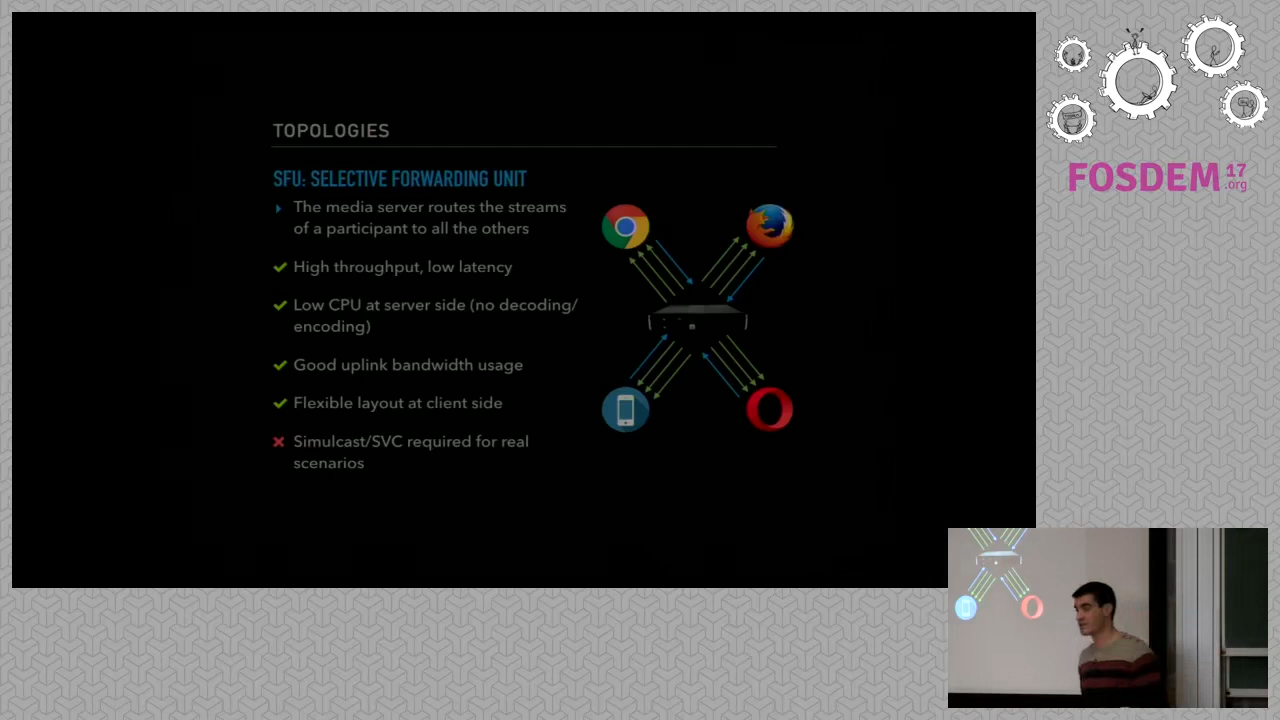 TOPOLOGIES
SFU: SELECTIVE FORWARDING UNIT
The media server routes the streams
of a participant to all the others
High throughput, low latency
Low CPU at server side (no decoding/
encoding)
Good uplink bandwidth usage
Flexible layout at client side
Simulcast/SVC required for real
scenarios
FOSDEM 17
.org